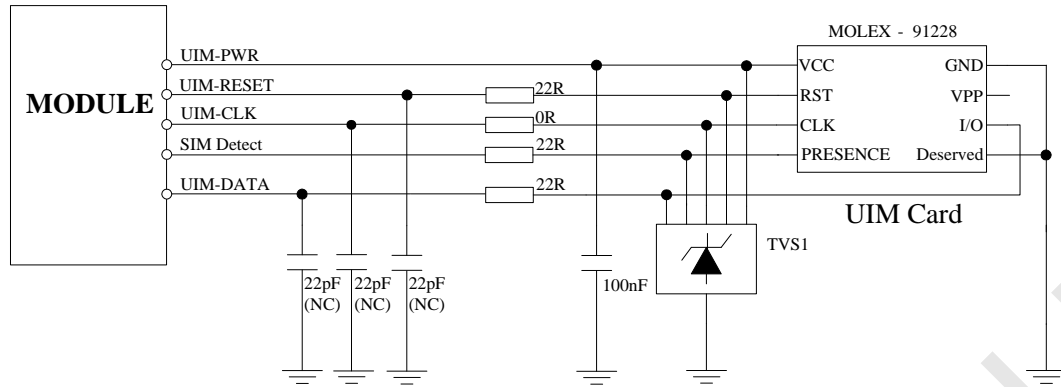 MOLEX - 91228
UIM-PWR
VCC
GND
UIM-RESET
22R
RST
VPP
MODULE
UIM-CLK
0R
CLK
I/O
SIM Detect
22R
PRESENCE
Deserved
UIM-DATA
22R
UIM Card
TVS1
22pF
(NC)
22pF
(NC)
22pF
(NC)
100nF